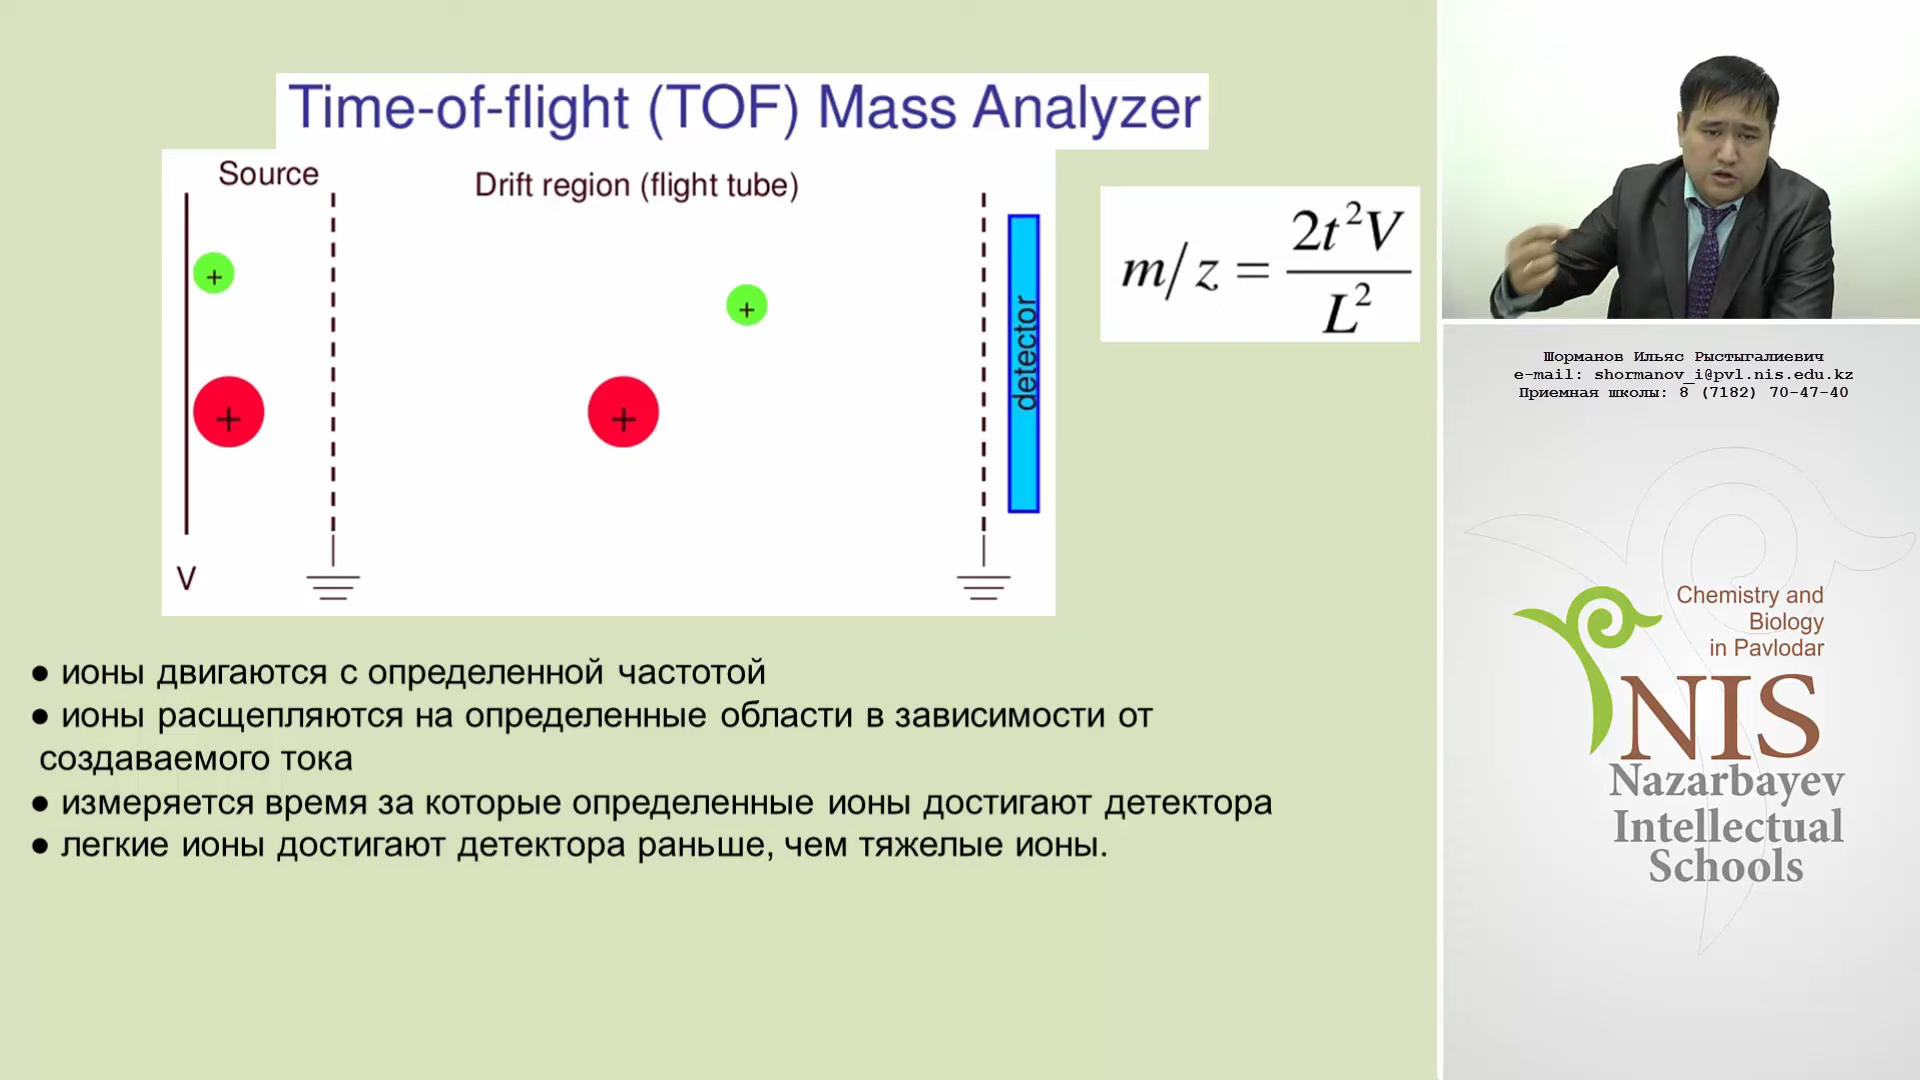 Time-of-flight (TOF) Mass Analyzer
Source
Drift region (flight tube)
+
+
+
+
detector
V
m/z = 2t²V / L²
● ионы двигаются с определенной частотой
● ионы расщепляются на определенные области в зависимости от
создаваемого тока
● измеряется время за которые определенные ионы достигают детектора
● легкие ионы достигают детектора раньше, чем тяжелые ионы.
Шорманов Ильяс Рыстыгалиевич
e-mail: shormanov_i@pvl.nis.edu.kz
Приемная школы: 8 (7182) 70-47-40
Chemistry and
Biology
in Pavlodar
NIS
Nazarbayev
Intellectual
Schools